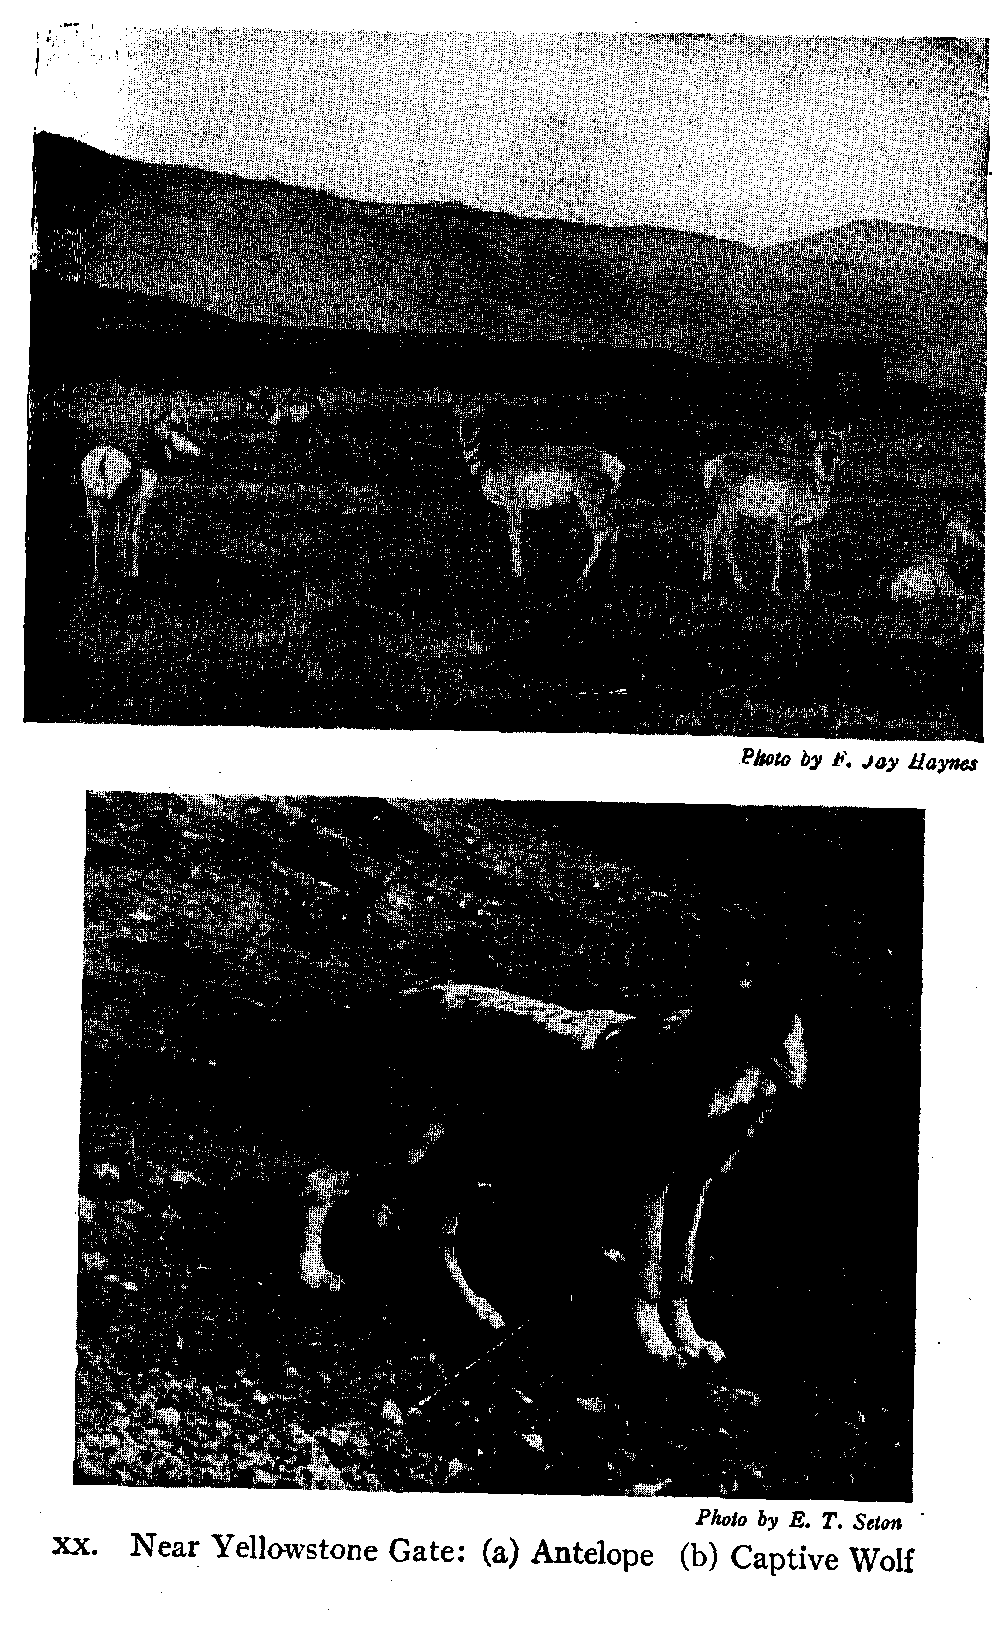 Photo by F. Jay Haynes
Photo by E. T. Seton
xx. Near Yellowstone Gate: (a) Antelope (b) Captive Wolf